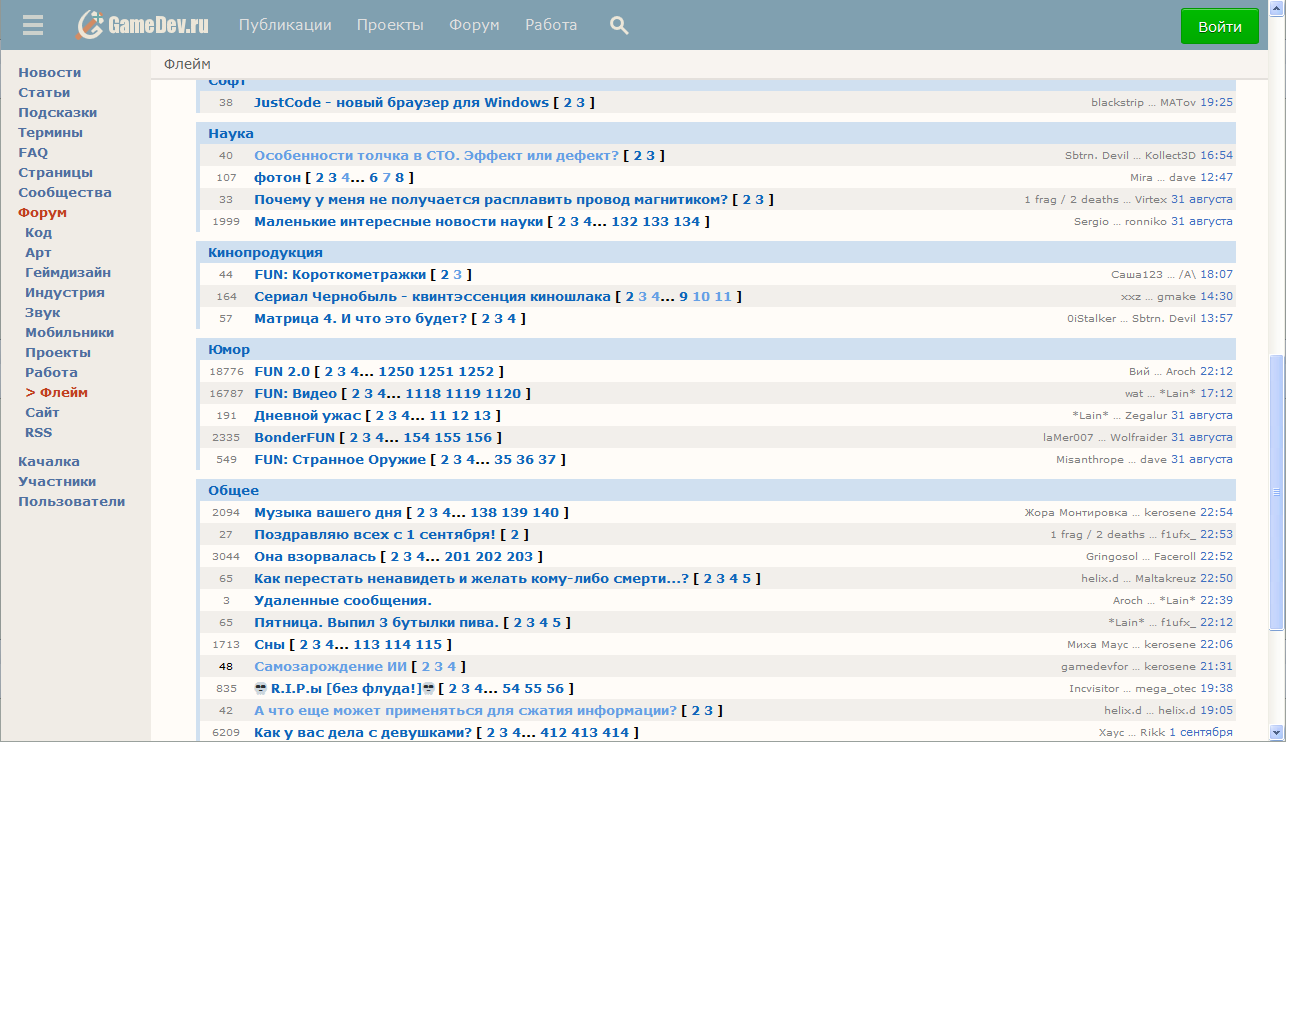 GameDev.ru Публикации Проекты Форум Работа Войти
Флейм
Новости
Статьи
Подсказки
Термины
FAQ
Страницы
Сообщества
Форум
Код
Арт
Геймдизайн
Индустрия
Звук
Мобильники
Проекты
Работа
> Флейм
Сайт
RSS
Качалка
Участники
Пользователи
Софт
38 JustCode - новый браузер для Windows [ 2 3 ] blackstrip ... MATov 19:25
Наука
40 Особенности толчка в СТО. Эффект или дефект? [ 2 3 ] Sbtrn. Devil ... Kollect3D 16:54
107 фотон [ 2 3 4... 6 7 8 ] Mira ... dave 12:47
33 Почему у меня не получается расплавить провод магнитиком? [ 2 3 ] 1 frag / 2 deaths ... Virtex 31 августа
1999 Маленькие интересные новости науки [ 2 3 4... 132 133 134 ] Sergio ... ronniko 31 августа
Кинопродукция
44 FUN: Короткометражки [ 2 3 ] Саша123 ... /A\ 18:07
164 Сериал Чернобыль - квинтэссенция киношлака [ 2 3 4... 9 10 11 ] xxz ... gmake 14:30
57 Матрица 4. И что это будет? [ 2 3 4 ] 0iStalker ... Sbtrn. Devil 13:57
Юмор
18776 FUN 2.0 [ 2 3 4... 1250 1251 1252 ] Вий ... Aroch 22:12
16787 FUN: Видео [ 2 3 4... 1118 1119 1120 ] wat ... *Lain* 17:12
191 Дневной ужас [ 2 3 4... 11 12 13 ] *Lain* ... Zegalur 31 августа
2335 BonderFUN [ 2 3 4... 154 155 156 ] laMer007 ... Wolfraider 31 августа
549 FUN: Странное Оружие [ 2 3 4... 35 36 37 ] Misanthrope ... dave 31 августа
Общее
2094 Музыка вашего дня [ 2 3 4... 138 139 140 ] Жора Монтировка ... kerosene 22:54
27 Поздравляю всех с 1 сентября! [ 2 ] 1 frag / 2 deaths ... f1ufx_ 22:53
3044 Она взорвалась [ 2 3 4... 201 202 203 ] Gringosol ... Faceroll 22:52
65 Как перестать ненавидеть и желать кому-либо смерти...? [ 2 3 4 5 ] helix.d ... Maltakreuz 22:50
3 Удаленные сообщения. Aroch ... *Lain* 22:39
65 Пятница. Выпил 3 бутылки пива. [ 2 3 4 5 ] *Lain* ... f1ufx_ 22:12
1713 Сны [ 2 3 4... 113 114 115 ] Миха Маус ... kerosene 22:06
48 Самозарождение ИИ [ 2 3 4 ] gamedevfor ... kerosene 21:31
835 R.I.P.ы [без флуда!] [ 2 3 4... 54 55 56 ] Incvisitor ... mega_otec 19:38
42 А что еще может применяться для сжатия информации? [ 2 3 ] helix.d ... helix.d 19:05
6209 Как у вас дела с девушками? [ 2 3 4... 412 413 414 ] Хаус ... Rikk 1 сентября